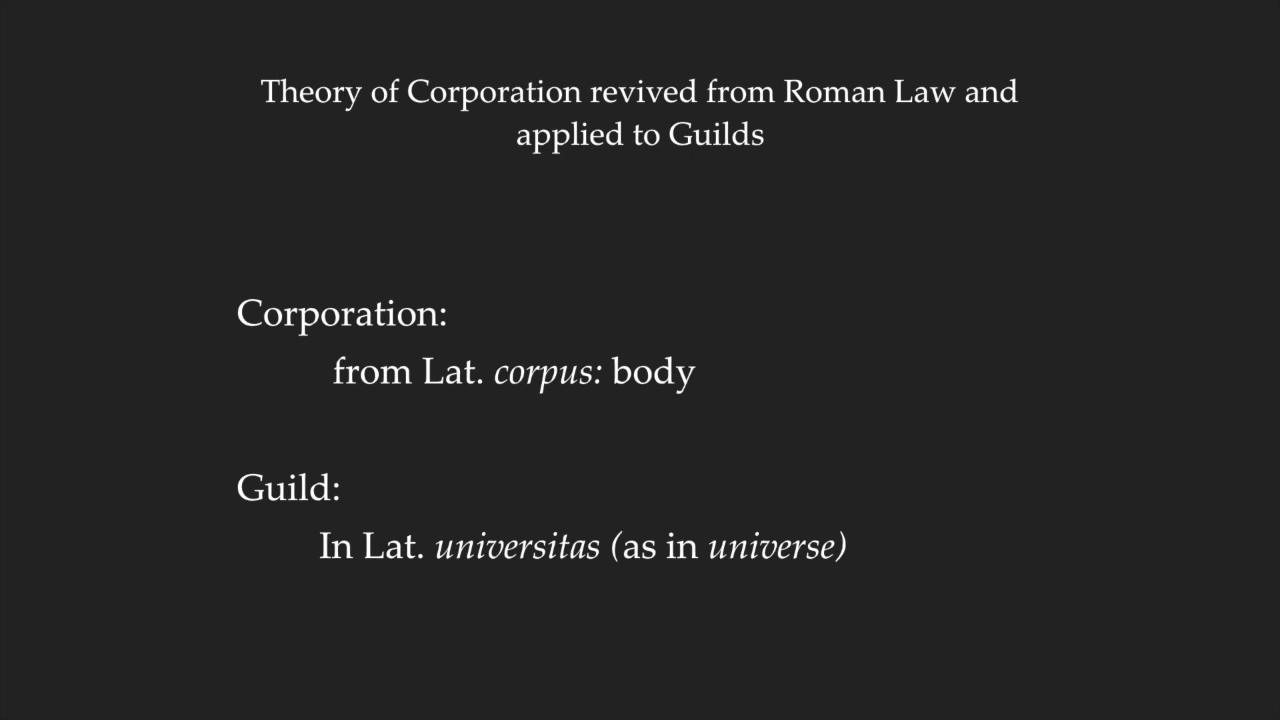 Theory of Corporation revived from Roman Law and
applied to Guilds
Corporation:
from Lat. corpus: body
Guild:
In Lat. universitas (as in universe)